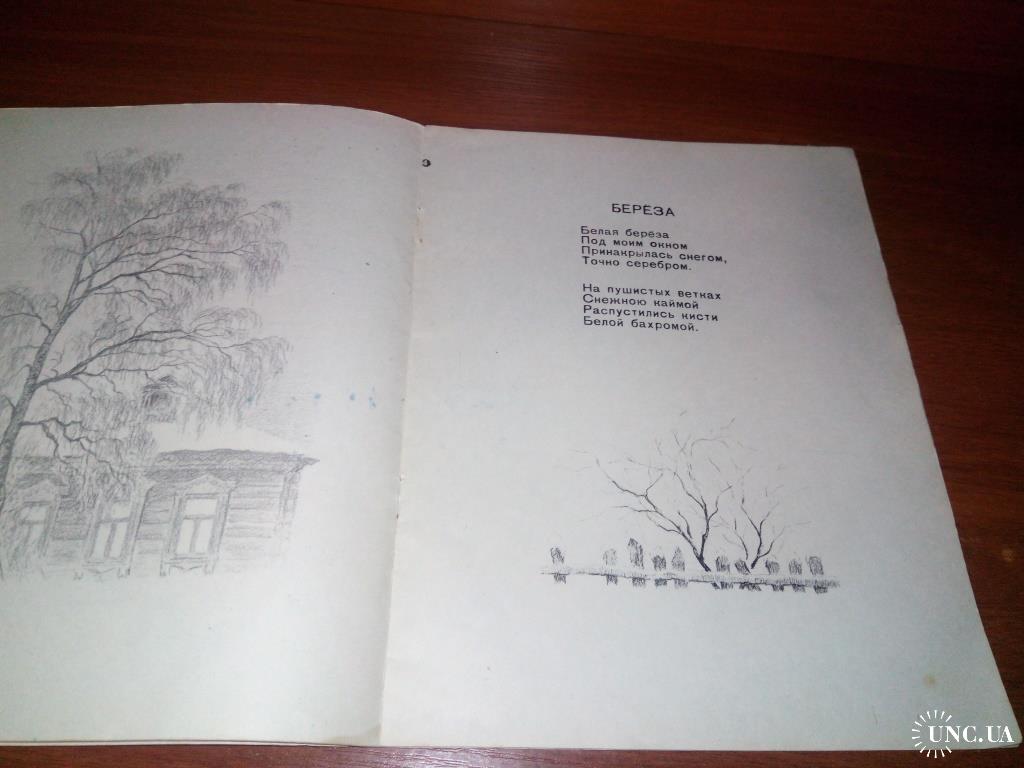 БЕРЁЗА
Белая берёза
Под моим окном
Принакрылась снегом,
Точно серебром.
На пушистых ветках
Снежною каймой
Распустились кисти
Белой бахромой.
UNC.UA